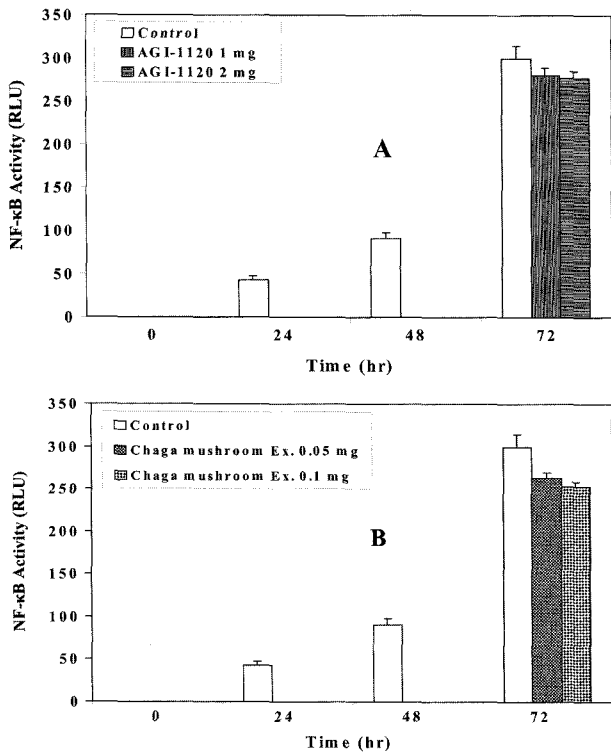 350
300
250
200
150
100
50
0
NF-κB Activity (RLU)
Control
AGI-1120 1 mg
AGI-1120 2 mg
A
0 24 48 72
Time (hr)
350
300
250
200
150
100
50
0
NF-κB Activity (RLU)
Control
Chaga mushroom Ex. 0.05 mg
Chaga mushroom Ex. 0.1 mg
B
0 24 48 72
Time (hr)